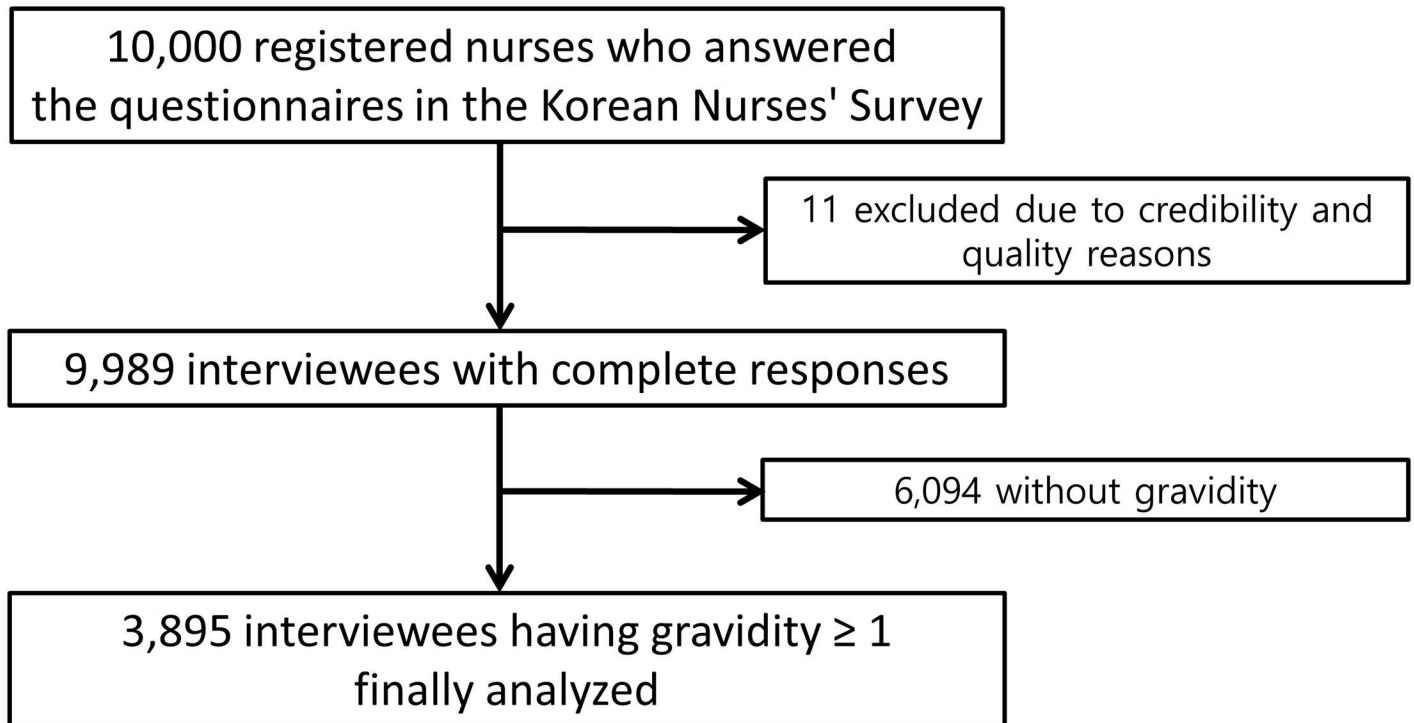 10,000 registered nurses who answered
the questionnaires in the Korean Nurses' Survey
11 excluded due to credibility and
quality reasons
9,989 interviewees with complete responses
6,094 without gravidity
3,895 interviewees having gravidity ≥ 1
finally analyzed